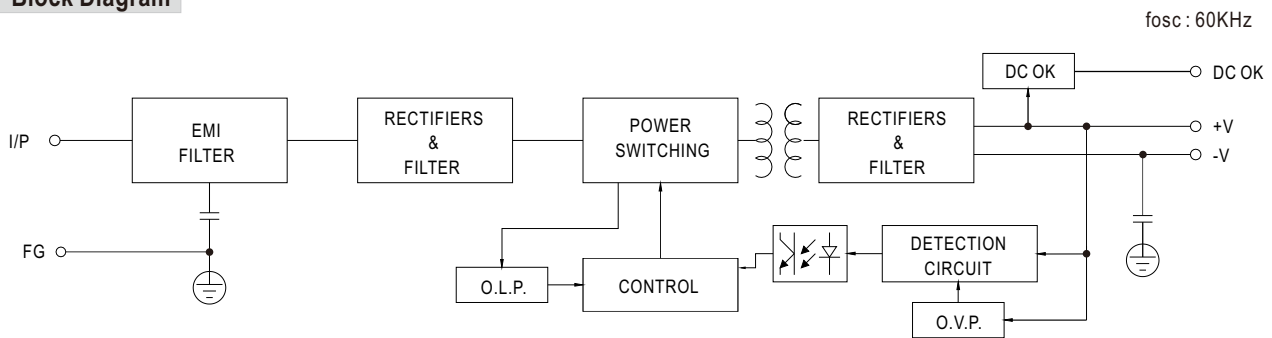 Block Diagram
fosc : 60KHz
DC OK
DC OK
I/P
EMI
FILTER
RECTIFIERS
&
FILTER
POWER
SWITCHING
RECTIFIERS
&
FILTER
+V
-V
FG
O.L.P.
CONTROL
DETECTION
CIRCUIT
O.V.P.